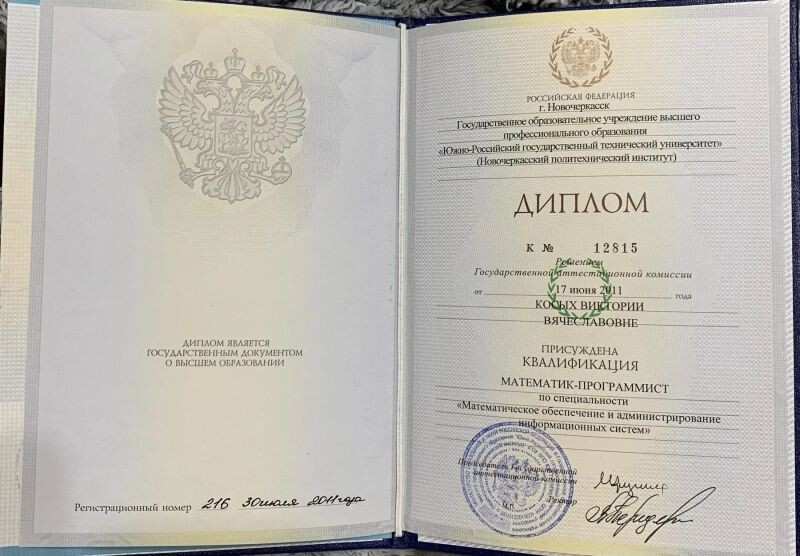 ДИПЛОМ ЯВЛЯЕТСЯ
ГОСУДАРСТВЕННЫМ ДОКУМЕНТОМ
О ВЫСШЕМ ОБРАЗОВАНИИ
Регистрационный номер 216 30 июня 2011 года
РОССИЙСКАЯ ФЕДЕРАЦИЯ
г. Новочеркасск
Государственное образовательное учреждение высшего
профессионального образования
«Южно-Российский государственный технический университет»
(Новочеркасский политехнический институт)
ДИПЛОМ
К № 12815
Решением
Государственной аттестационной комиссии
от 17 июня 2011 года
КОСЫХ ВИКТОРИИ
ВЯЧЕСЛАВОВНЕ
ПРИСУЖДЕНА
КВАЛИФИКАЦИЯ
МАТЕМАТИК-ПРОГРАММИСТ
по специальности
«Математическое обеспечение и администрирование
информационных систем»
Председатель Государственной
аттестационной комиссии
Ректор